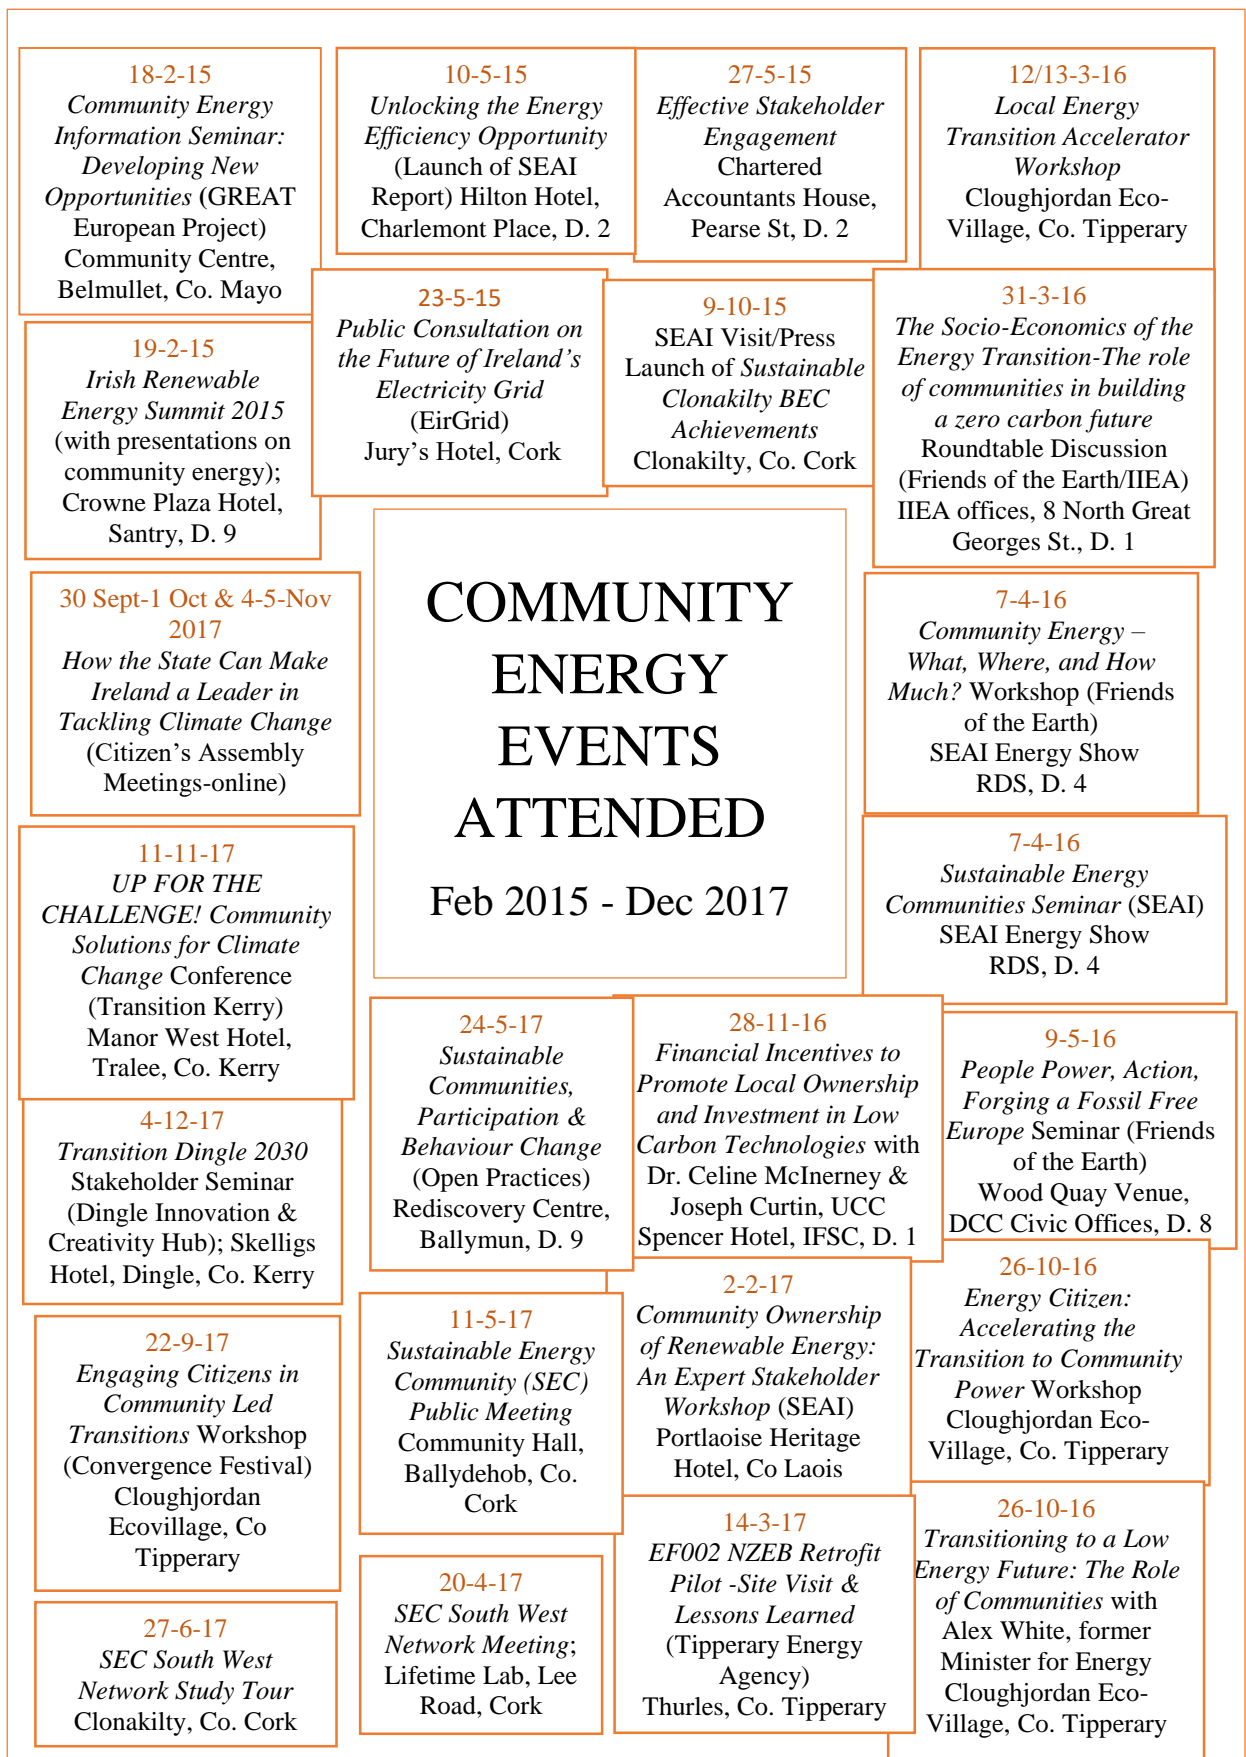 18-2-15
Community Energy
Information Seminar:
Developing New
Opportunities (GREAT
European Project)
Community Centre,
Belmullet, Co. Mayo
10-5-15
Unlocking the Energy
Efficiency Opportunity
(Launch of SEAI
Report) Hilton Hotel,
Charlemont Place, D. 2
27-5-15
Effective Stakeholder
Engagement
Chartered
Accountants House,
Pearse St, D. 2
12/13-3-16
Local Energy
Transition Accelerator
Workshop
Cloughjordan Eco-
Village, Co. Tipperary
19-2-15
Irish Renewable
Energy Summit 2015
(with presentations on
community energy);
Crowne Plaza Hotel,
Santry, D. 9
23-5-15
Public Consultation on
the Future of Ireland’s
Electricity Grid
(EirGrid)
Jury’s Hotel, Cork
9-10-15
SEAI Visit/Press
Launch of Sustainable
Clonakilty BEC
Achievements
Clonakilty, Co. Cork
31-3-16
The Socio-Economics of the
Energy Transition-The role
of communities in building
a zero carbon future
Roundtable Discussion
(Friends of the Earth/IIEA)
IIEA offices, 8 North Great
Georges St., D. 1
30 Sept-1 Oct & 4-5-Nov
2017
How the State Can Make
Ireland a Leader in
Tackling Climate Change
(Citizen’s Assembly
Meetings-online)
COMMUNITY
ENERGY
EVENTS
ATTENDED
Feb 2015 - Dec 2017
7-4-16
Community Energy –
What, Where, and How
Much? Workshop (Friends
of the Earth)
SEAI Energy Show
RDS, D. 4
7-4-16
Sustainable Energy
Communities Seminar (SEAI)
SEAI Energy Show
RDS, D. 4
11-11-17
UP FOR THE
CHALLENGE! Community
Solutions for Climate
Change Conference
(Transition Kerry)
Manor West Hotel,
Tralee, Co. Kerry
24-5-17
Sustainable
Communities,
Participation &
Behaviour Change
(Open Practices)
Rediscovery Centre,
Ballymun, D. 9
28-11-16
Financial Incentives to
Promote Local Ownership
and Investment in Low
Carbon Technologies with
Dr. Celine McInerney &
Joseph Curtin, UCC
Spencer Hotel, IFSC, D. 1
9-5-16
People Power, Action,
Forging a Fossil Free
Europe Seminar (Friends
of the Earth)
Wood Quay Venue,
DCC Civic Offices, D. 8
4-12-17
Transition Dingle 2030
Stakeholder Seminar
(Dingle Innovation &
Creativity Hub); Skelligs
Hotel, Dingle, Co. Kerry
11-5-17
Sustainable Energy
Community (SEC)
Public Meeting
Community Hall,
Ballydehob, Co.
Cork
2-2-17
Community Ownership
of Renewable Energy:
An Expert Stakeholder
Workshop (SEAI)
Portlaoise Heritage
Hotel, Co Laois
26-10-16
Energy Citizen:
Accelerating the
Transition to Community
Power Workshop
Cloughjordan Eco-
Village, Co. Tipperary
22-9-17
Engaging Citizens in
Community Led
Transitions Workshop
(Convergence Festival)
Cloughjordan
Ecovillage, Co
Tipperary
20-4-17
SEC South West
Network Meeting;
Lifetime Lab, Lee
Road, Cork
14-3-17
EF002 NZEB Retrofit
Pilot -Site Visit &
Lessons Learned
(Tipperary Energy
Agency)
Thurles, Co. Tipperary
26-10-16
Transitioning to a Low
Energy Future: The Role
of Communities with
Alex White, former
Minister for Energy
Cloughjordan Eco-
Village, Co. Tipperary
27-6-17
SEC South West
Network Study Tour
Clonakilty, Co. Cork